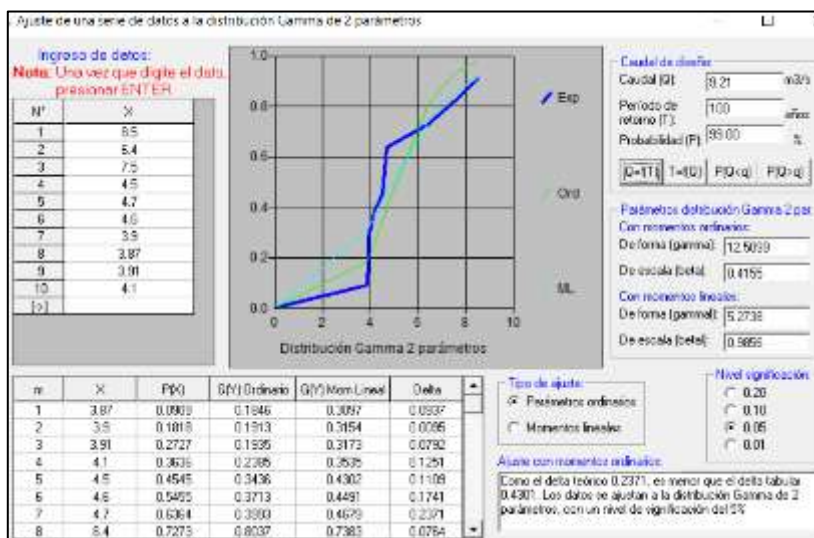 Ajuste de una serie de datos a la distribución Gamma de 2 parámetros
Ingreso de datos:
Nota: Una vez que digite el dato,
presionar ENTER
N° X
1 8.5
2 6.4
3 7.5
4 4.5
5 4.7
6 4.6
7 3.9
8 3.87
9 3.91
10 4.1
1.0
0.8
0.6
0.4
0.2
0.0
0 2 4 6 8 10
Distribución Gamma 2 parámetros
Exp
Ord
ML
Caudal de diseño:
Caudal (Q): 9.21 m3/s
Período de
retorno (T): 100 años
Probabilidad (P): 99.00 %
Q=f(T) T=f(Q) P(Q<q) P(Q>q)
Parámetros distribución Gamma 2 par
Con momentos ordinarios:
De forma (gamma): 12.5099
De escala (beta): 0.4155
Con momentos lineales:
De forma (gamma): 5.2738
De escala (beta): 0.9856
m X P(X) G(Y) Ordinario G(Y) Mom Lineal Delta
1 3.87 0.0909 0.1846 0.3097 0.0937
2 3.9 0.1818 0.1913 0.3154 0.0095
3 3.91 0.2727 0.1935 0.3173 0.0792
4 4.1 0.3636 0.2385 0.3535 0.1251
5 4.5 0.4545 0.3436 0.4302 0.1109
6 4.6 0.5455 0.3713 0.4491 0.1741
7 4.7 0.6364 0.3993 0.4679 0.2371
8 6.4 0.7273 0.8037 0.7383 0.0764
Tipo de ajuste:
Parámetros ordinarios
Momentos lineales
Nivel significación:
0.20
0.10
0.05
0.01
Ajuste con momentos ordinarios:
Como el delta teórico 0.2371, es menor que el delta tabular
0.4301. Los datos se ajustan a la distribución Gamma de 2
parámetros, con un nivel de significación del 5%